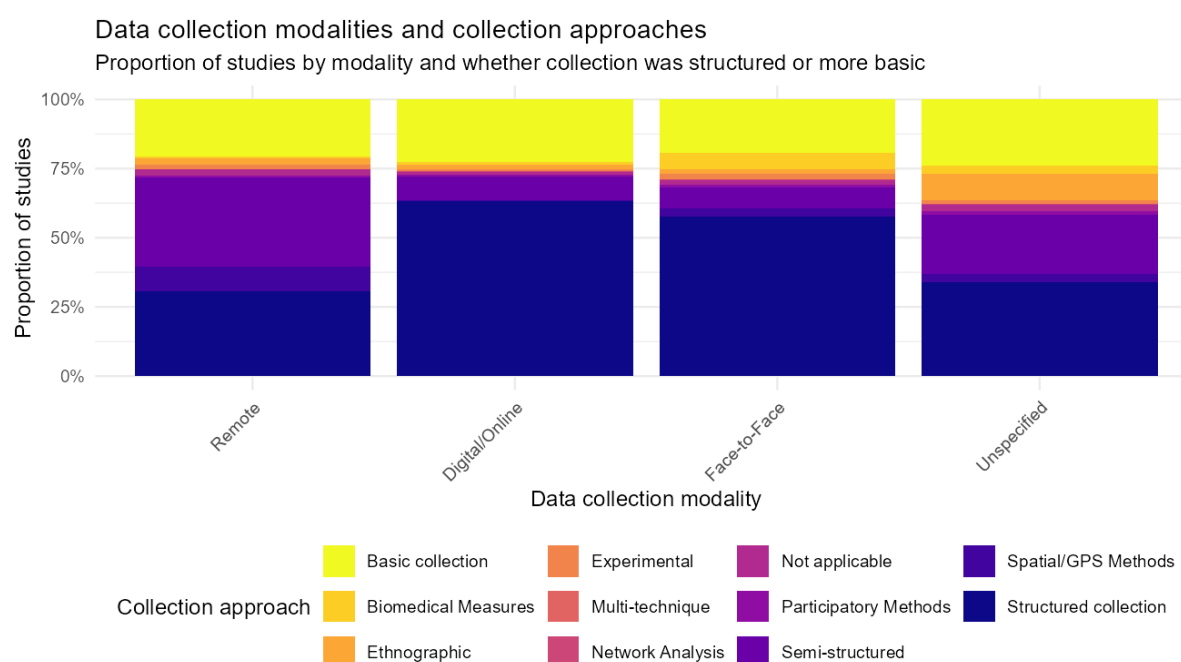 Data collection modalities and collection approaches
Proportion of studies by modality and whether collection was structured or more basic
100%
75%
50%
25%
0%
Proportion of studies
Remote
Digital/Online
Face-to-Face
Unspecified
Data collection modality
Collection approach
Basic collection
Biomedical Measures
Ethnographic
Experimental
Multi-technique
Network Analysis
Not applicable
Participatory Methods
Semi-structured
Spatial/GPS Methods
Structured collection